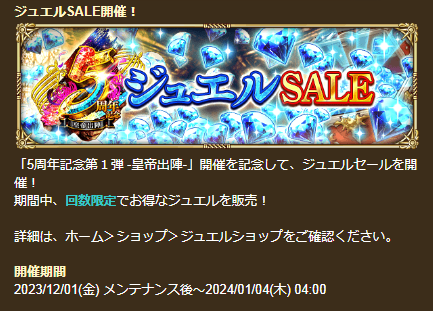 ジュエルSALE開催！
5周年
皇帝出陣
ジュエルSALE
「5周年記念第１弾 -皇帝出陣-」開催を記念して、ジュエルセールを開
催！
期間中、回数限定でお得なジュエルを販売！
詳細は、ホーム＞ショップ＞ジュエルショップをご確認ください。
開催期間
2023/12/01(金) メンテナンス後～2024/01/04(木) 04:00